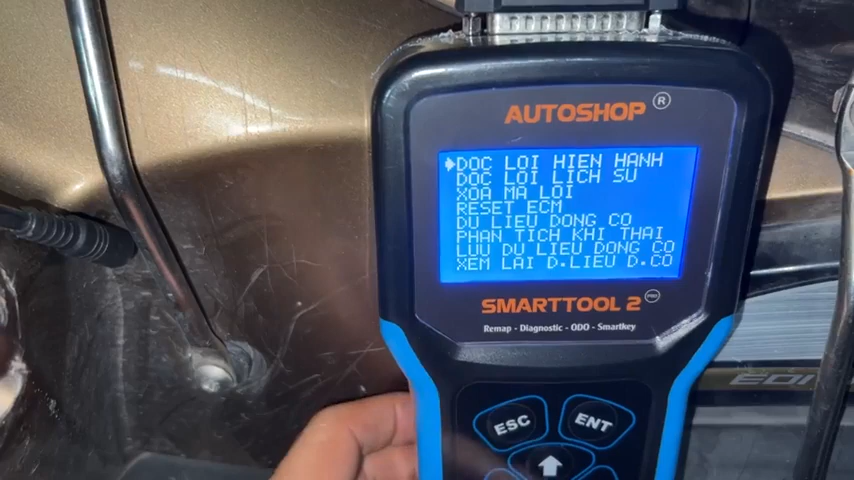 AUTOSHOP ®
DOC LOI HIEN HANH
DOC LOI LICH SU
XOA MA LOI
RESET ECM
DU LIEU DONG CO
PHAN TICH KHI THAI
LUU DU LIEU DONG CO
XEM LAI D.LIEU D.CO
SMARTTOOL 2 PRO
Remap - Diagnostic - ODO - Smartkey
EDI
ESC
ENT